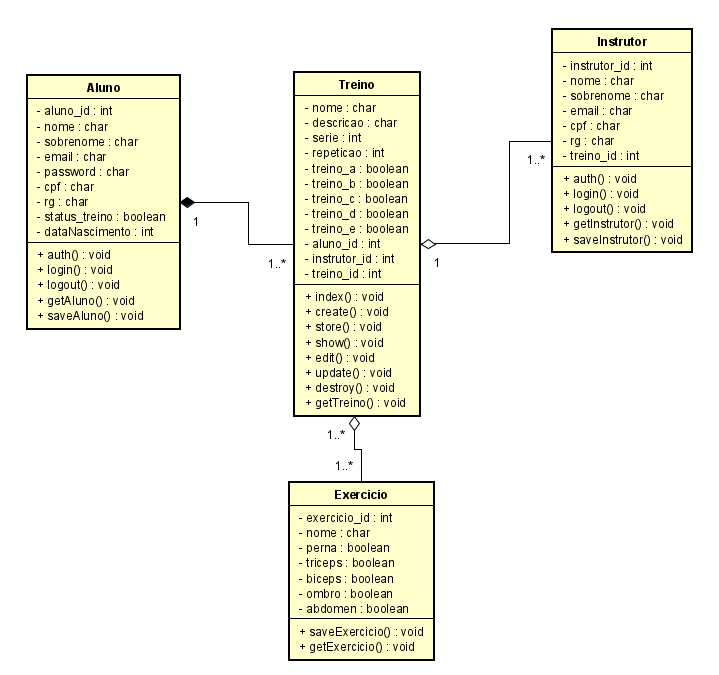 Aluno
- aluno_id : int
- nome : char
- sobrenome : char
- email : char
- password : char
- cpf : char
- rg : char
- status_treino : boolean
- dataNascimento : int
+ auth() : void
+ login() : void
+ logout() : void
+ getAluno() : void
+ saveAluno() : void
1
1..*
Treino
- nome : char
- descricao : char
- serie : int
- repeticao : int
- treino_a : boolean
- treino_b : boolean
- treino_c : boolean
- treino_d : boolean
- treino_e : boolean
- aluno_id : int
- instrutor_id : int
- treino_id : int
+ index() : void
+ create() : void
+ store() : void
+ show() : void
+ edit() : void
+ update() : void
+ destroy() : void
+ getTreino() : void
1
1..*
Instrutor
- instrutor_id : int
- nome : char
- sobrenome : char
- email : char
- cpf : char
- rg : char
- treino_id : int
+ auth() : void
+ login() : void
+ logout() : void
+ getInstrutor() : void
+ saveInstrutor() : void
1..*
1..*
Exercicio
- exercicio_id : int
- nome : char
- perna : boolean
- triceps : boolean
- biceps : boolean
- ombro : boolean
- abdomen : boolean
+ saveExercicio() : void
+ getExercicio() : void